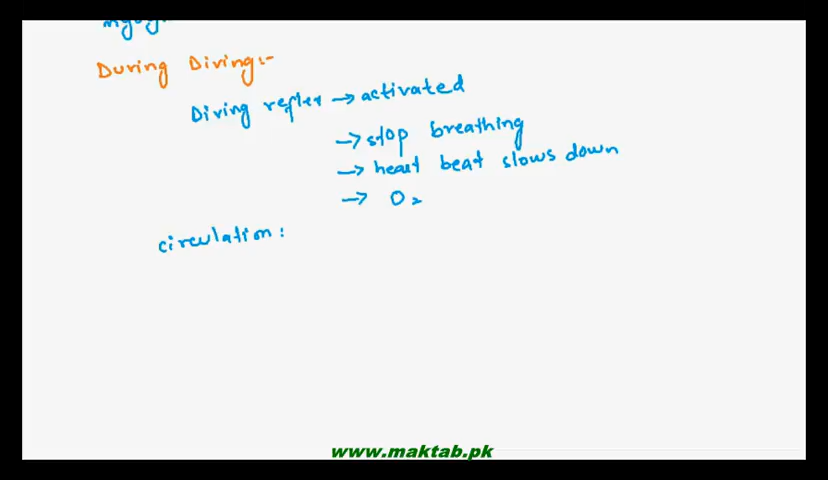 During Diving:-
Diving reflex → activated
→ stop breathing
→ heart beat slows down
→ O₂
circulation:
www.maktab.pk